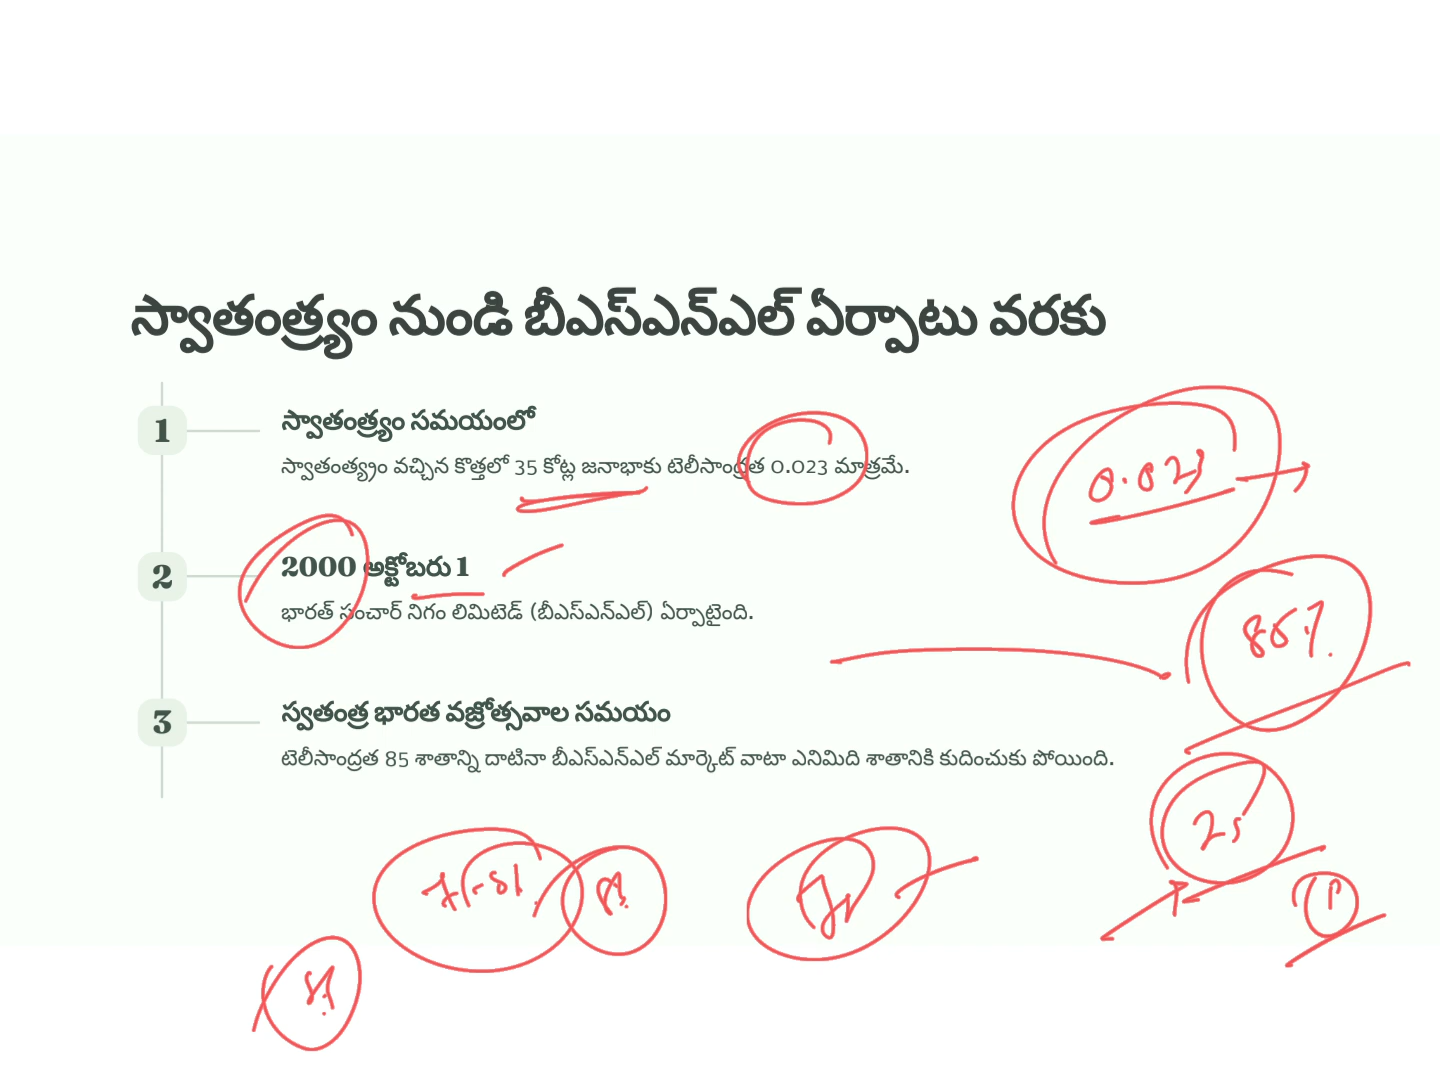 స్వాతంత్ర్యం నుండి బీఎస్ఎన్ఎల్ ఏర్పాటు వరకు
1
స్వాతంత్ర్యం సమయంలో
స్వాతంత్య్రం వచ్చిన కొత్తలో 35 కోట్ల జనాభాకు టెలీసాంద్రత 0.023 మాత్రమే.
0.023
2
2000 అక్టోబరు 1
భారత్ సంచార్ నిగం లిమిటెడ్ (బీఎస్ఎన్ఎల్) ఏర్పాటైంది.
85%
3
స్వతంత్ర భారత వజ్రోత్సవాల సమయం
టెలీసాంద్రత 85 శాతాన్ని దాటినా బీఎస్ఎన్ఎల్ మార్కెట్ వాటా ఎనిమిది శాతానికి కుదించుకు పోయింది.